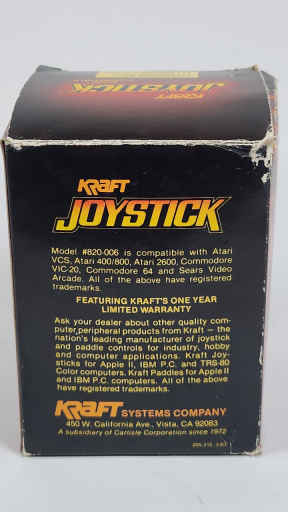 JOYSTICK
KRAFT
KRAFT
JOYSTICK
Model #820-006 is compatible with Atari
VCS, Atari 400/800, Atari 2600, Commodore
VIC-20, Commodore 64 and Sears Video
Arcade. All of the above have registered
trademarks.
FEATURING KRAFT'S ONE YEAR
LIMITED WARRANTY
Ask your dealer about other quality com-
puter, peripheral products from Kraft — the
nation's leading manufacturer of joystick
and paddle controls for industry, hobby
and computer applications. Kraft Joy-
sticks for Apple II, IBM P.C. and TRS-80
Color computers. Kraft Paddles for Apple II
and IBM P.C. computers. All of the above
have registered trademarks.
KRAFT SYSTEMS COMPANY
450 W. California Ave., Vista, CA 92083
A subsidiary of Carlisle Corporation since 1972